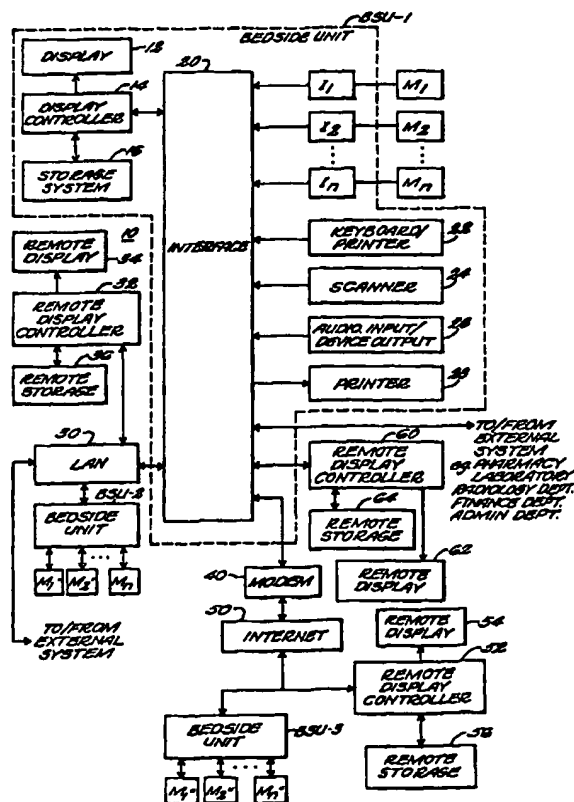 BSU-1
BEDSIDE UNIT
12
DISPLAY
14
DISPLAY
CONTROLLER
16
STORAGE
SYSTEM
20
INTERFACE
I1
M1
I2
M2
In
Mn
KEYBOARD/
PRINTER
22
SCANNER
24
AUDIO INPUT/
DEVICE OUTPUT
26
PRINTER
10
REMOTE
DISPLAY
34
32
REMOTE
DISPLAY
CONTROLLER
36
REMOTE
STORAGE
30
LAN
BSU-2
BEDSIDE
UNIT
M1'
Mn'
TO/FROM
EXTERNAL
SYSTEM
TO/FROM
EXTERNAL
SYSTEM
eg. PHARMACY
LABORATORY
RADIOLOGY DEPT.
FINANCE DEPT.
ADMIN DEPT.
60
REMOTE
DISPLAY
CONTROLLER
64
REMOTE
STORAGE
62
REMOTE
DISPLAY
40
MODEM
50
INTERNET
REMOTE
DISPLAY
54
52
REMOTE
DISPLAY
CONTROLLER
REMOTE
STORAGE
56
BEDSIDE
UNIT
BSU-3
M1"
Mn"